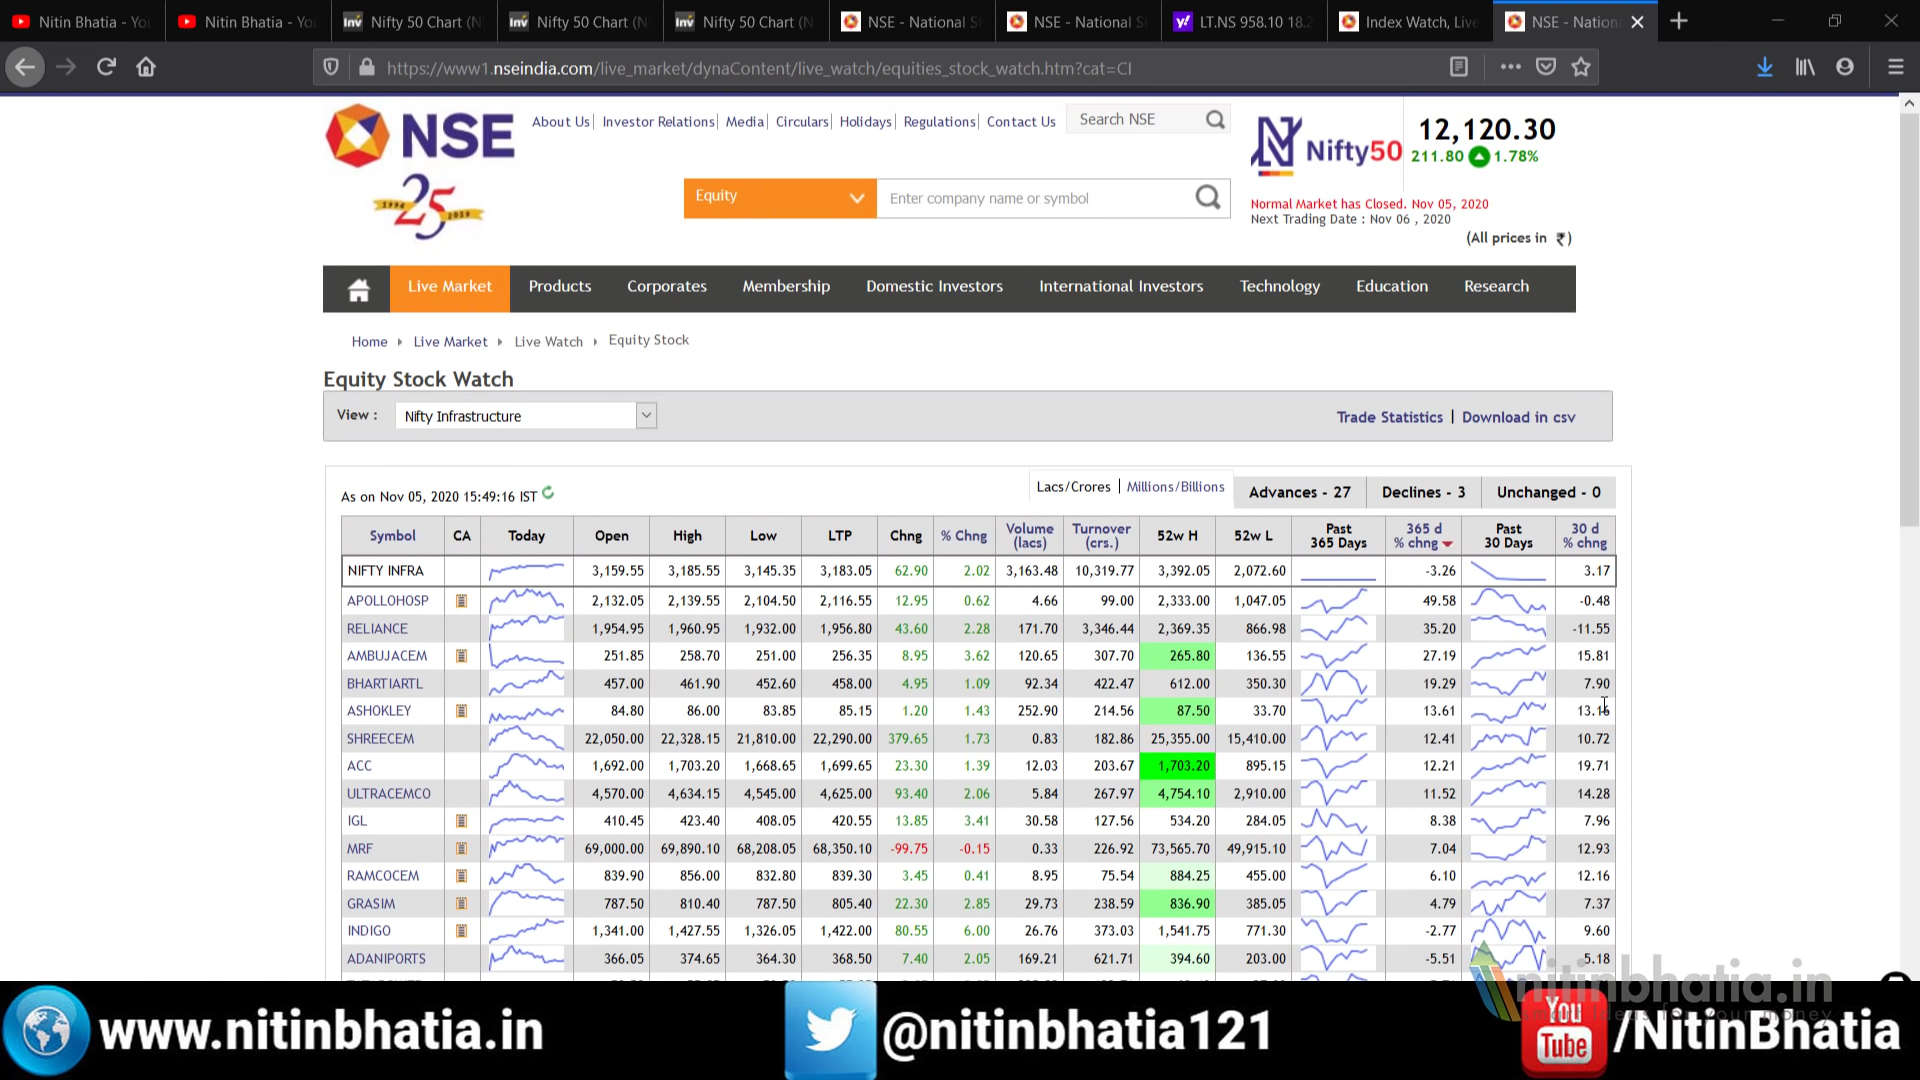 Nitin Bhatia - You
Nitin Bhatia - You
Nifty 50 Chart (N
Nifty 50 Chart (N
Nifty 50 Chart (N
NSE - National S
NSE - National S
LT.NS 958.10 18.2
Index Watch, Live
NSE - Nation
https://www1.nseindia.com/live_market/dynaContent/live_watch/equities_stock_watch.htm?cat=CI
NSE
1994 25 2019
About Us | Investor Relations | Media | Circulars | Holidays | Regulations | Contact Us
Search NSE
Equity
Enter company name or symbol
Nifty50
12,120.30
211.80 1.78%
Normal Market has Closed. Nov 05, 2020
Next Trading Date : Nov 06 , 2020
(All prices in ₹)
Live Market Products Corporates Membership Domestic Investors International Investors Technology Education Research
Home Live Market Live Watch Equity Stock
Equity Stock Watch
View : Nifty Infrastructure
Trade Statistics | Download in csv
As on Nov 05, 2020 15:49:16 IST
Lacs/Crores | Millions/Billions
Advances - 27 Declines - 3 Unchanged - 0
Symbol CA Today Open High Low LTP Chng % Chng Volume (lacs) Turnover (crs.) 52w H 52w L Past 365 Days 365 d % chng Past 30 Days 30 d % chng
NIFTY INFRA 3,159.55 3,185.55 3,145.35 3,183.05 62.90 2.02 3,163.48 10,319.77 3,392.05 2,072.60 -3.26 3.17
APOLLOHOSP 2,132.05 2,139.55 2,104.50 2,116.55 12.95 0.62 4.66 99.00 2,333.00 1,047.05 49.58 -0.48
RELIANCE 1,954.95 1,960.95 1,932.00 1,956.80 43.60 2.28 171.70 3,346.44 2,369.35 866.98 35.20 -11.55
AMBUJACEM 251.85 258.70 251.00 256.35 8.95 3.62 120.65 307.70 265.80 136.55 27.19 15.81
BHARTIARTL 457.00 461.90 452.60 458.00 4.95 1.09 92.34 422.47 612.00 350.30 19.29 7.90
ASHOKLEY 84.80 86.00 83.85 85.15 1.20 1.43 252.90 214.56 87.50 33.70 13.61 13.16
SHREECEM 22,050.00 22,328.15 21,810.00 22,290.00 379.65 1.73 0.83 182.86 25,355.00 15,410.00 12.41 10.72
ACC 1,692.00 1,703.20 1,668.65 1,699.65 23.30 1.39 12.03 203.67 1,703.20 895.15 12.21 19.71
ULTRACEMCO 4,570.00 4,634.15 4,545.00 4,625.00 93.40 2.06 5.84 267.97 4,754.10 2,910.00 11.52 14.28
IGL 410.45 423.40 408.05 420.55 13.85 3.41 30.58 127.56 534.20 284.05 8.38 7.96
MRF 69,000.00 69,890.10 68,208.05 68,350.10 -99.75 -0.15 0.33 226.92 73,565.70 49,915.10 7.04 12.93
RAMCOCEM 839.90 856.00 832.80 839.30 3.45 0.41 8.95 75.54 884.25 455.00 6.10 12.16
GRASIM 787.50 810.40 787.50 805.40 22.30 2.85 29.73 238.59 836.90 385.05 4.79 7.37
INDIGO 1,341.00 1,427.55 1,326.05 1,422.00 80.55 6.00 26.76 373.03 1,541.75 771.30 -2.77 9.60
ADANIPORTS 366.05 374.65 364.30 368.50 7.40 2.05 169.21 621.71 394.60 203.00 -5.51 5.18
nitinbhatia.in
smart ideas for your money
www.nitinbhatia.in @nitinbhatia121 You Tube /NitinBhatia